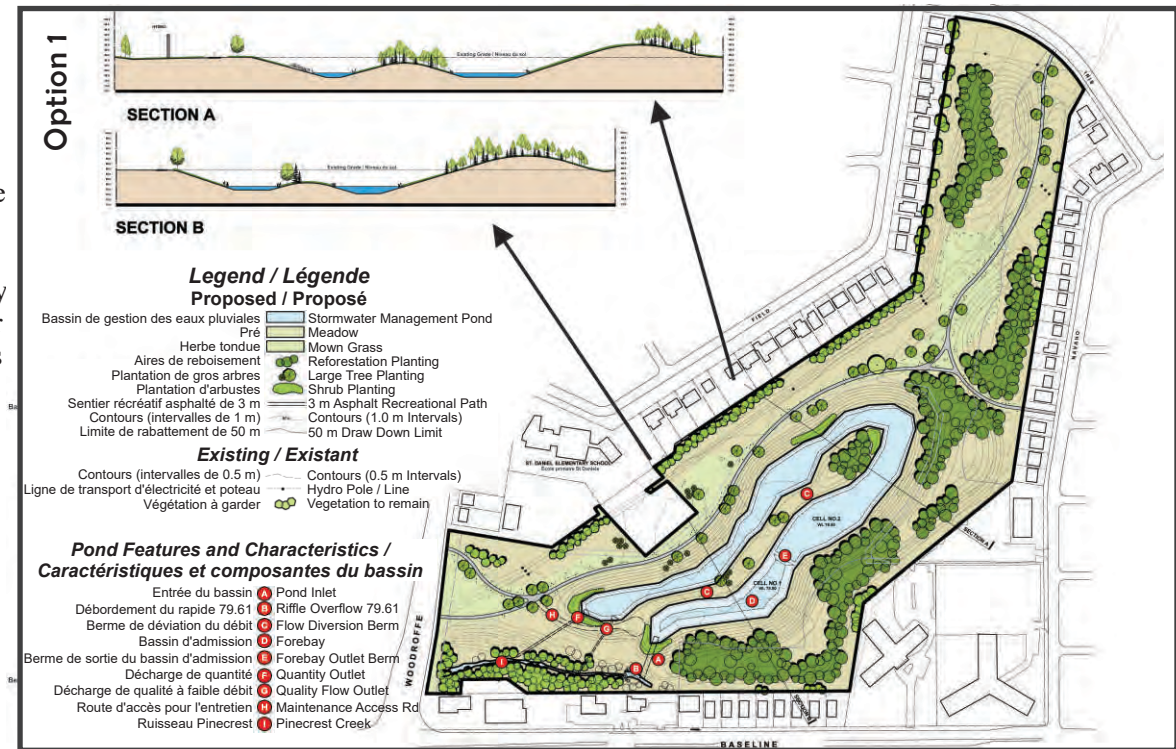 Option 1
HYDRO
Existing Grade / Niveau du sol
SECTION A
Existing Grade / Niveau du sol
SECTION B
Legend / Légende
Proposed / Proposé
Bassin de gestion des eaux pluviales Stormwater Management Pond
Pré Meadow
Herbe tondue Mown Grass
Aires de reboisement Reforestation Planting
Plantation de gros arbres Large Tree Planting
Plantation d'arbustes Shrub Planting
Sentier récréatif asphalté de 3 m 3 m Asphalt Recreational Path
Contours (intervalles de 1 m) Contours (1.0 m Intervals)
Limite de rabattement de 50 m 50 m Draw Down Limit
Existing / Existant
Contours (intervalles de 0.5 m) Contours (0.5 m Intervals)
Ligne de transport d'électricité et poteau Hydro Pole / Line
Végétation à garder Vegetation to remain
Pond Features and Characteristics /
Caractéristiques et composantes du bassin
Entrée du bassin A Pond Inlet
Débordement du rapide 79.61 B Riffle Overflow 79.61
Berme de déviation du débit C Flow Diversion Berm
Bassin d'admission D Forebay
Berme de sortie du bassin d'admission E Forebay Outlet Berm
Décharge de quantité F Quantity Outlet
Décharge de qualité à faible débit G Quality Flow Outlet
Route d'accès pour l'entretien H Maintenance Access Rd
Ruisseau Pinecrest I Pinecrest Creek
IRIS
FIELD
NAVAHO
ST. DANIEL ELEMENTARY SCHOOL
WOODROFFE
BASELINE
CELL NO.2
CELL NO.1
SECTION A
SECTION B
C
E
C
D
H
F
G
I
B
A
e
y
s
Ba
Be